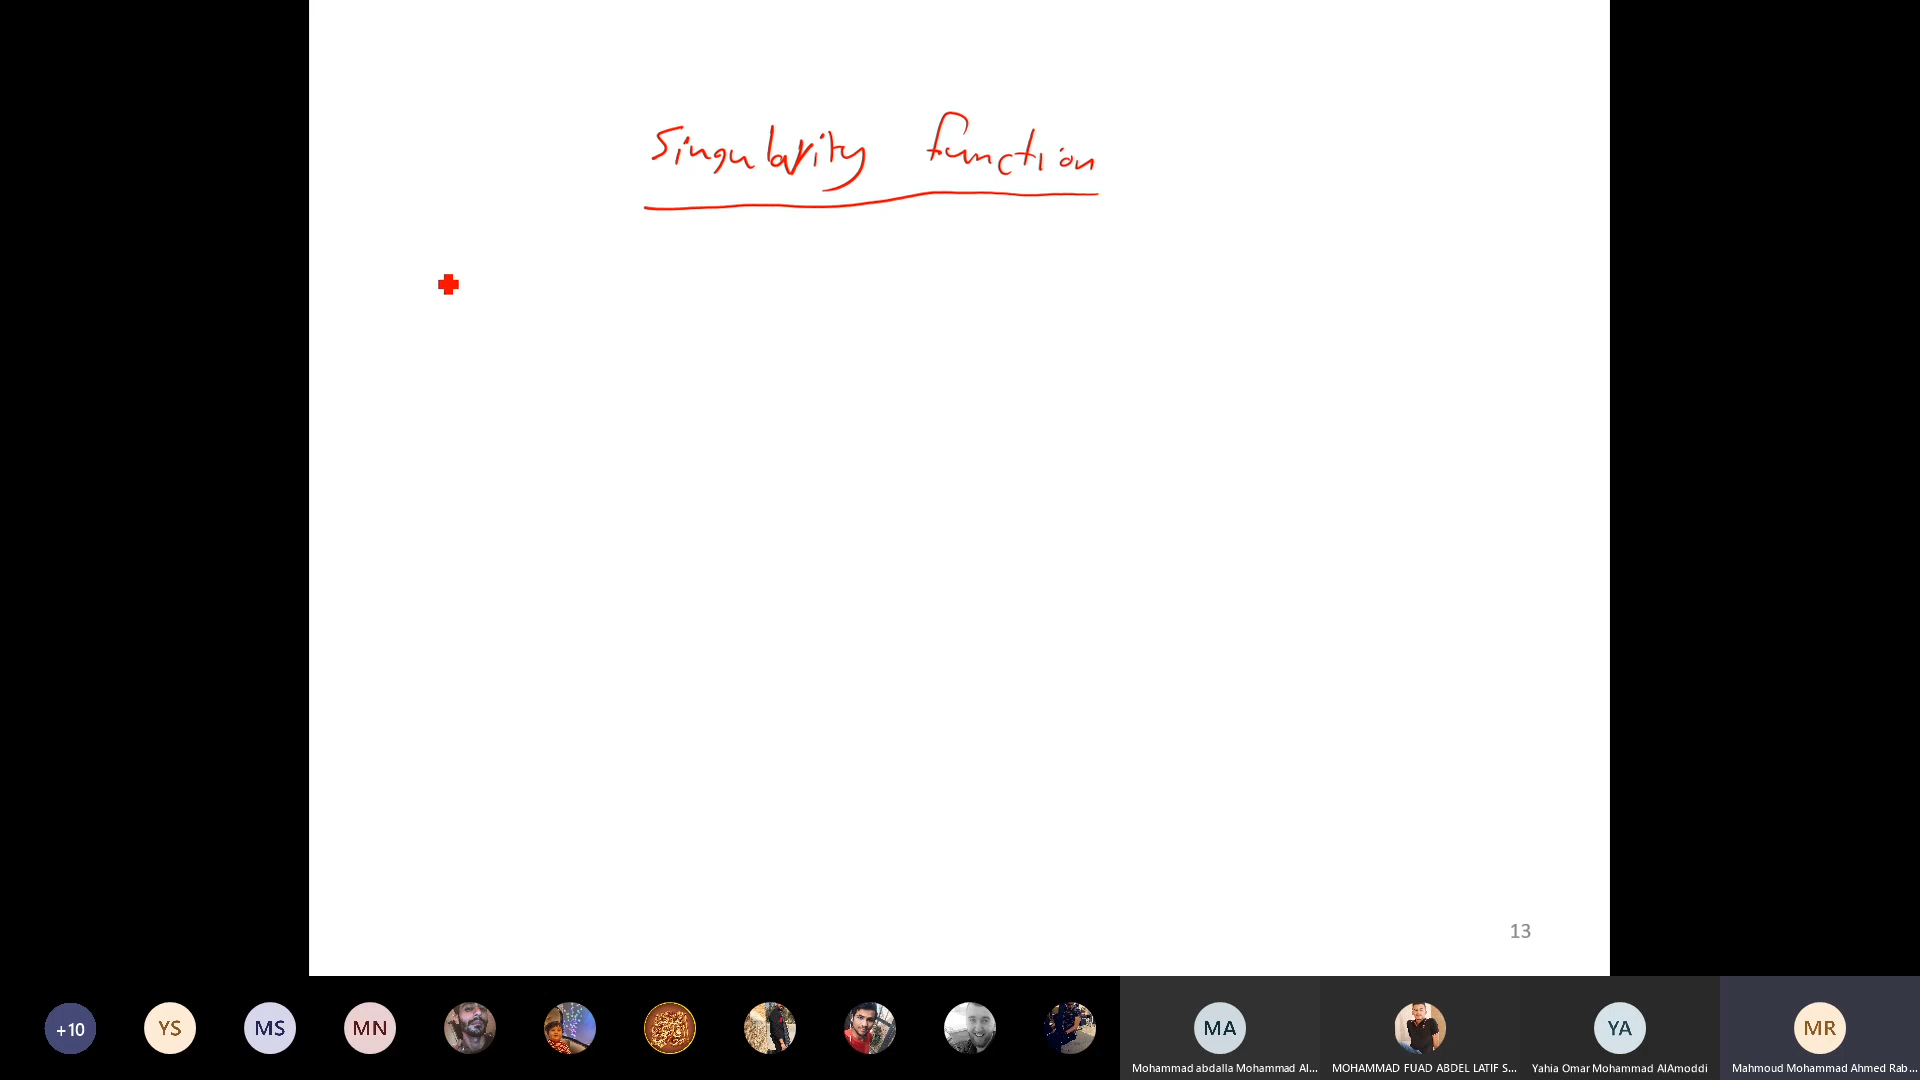 Singularity function
13
+10
YS
MS
MN
MA
YA
MR
Mohammad abdalla Mohammad Al...
MOHAMMAD FUAD ABDEL LATIF S...
Yahia Omar Mohammad AlAmoddi
Mahmoud Mohammad Ahmed Rab...